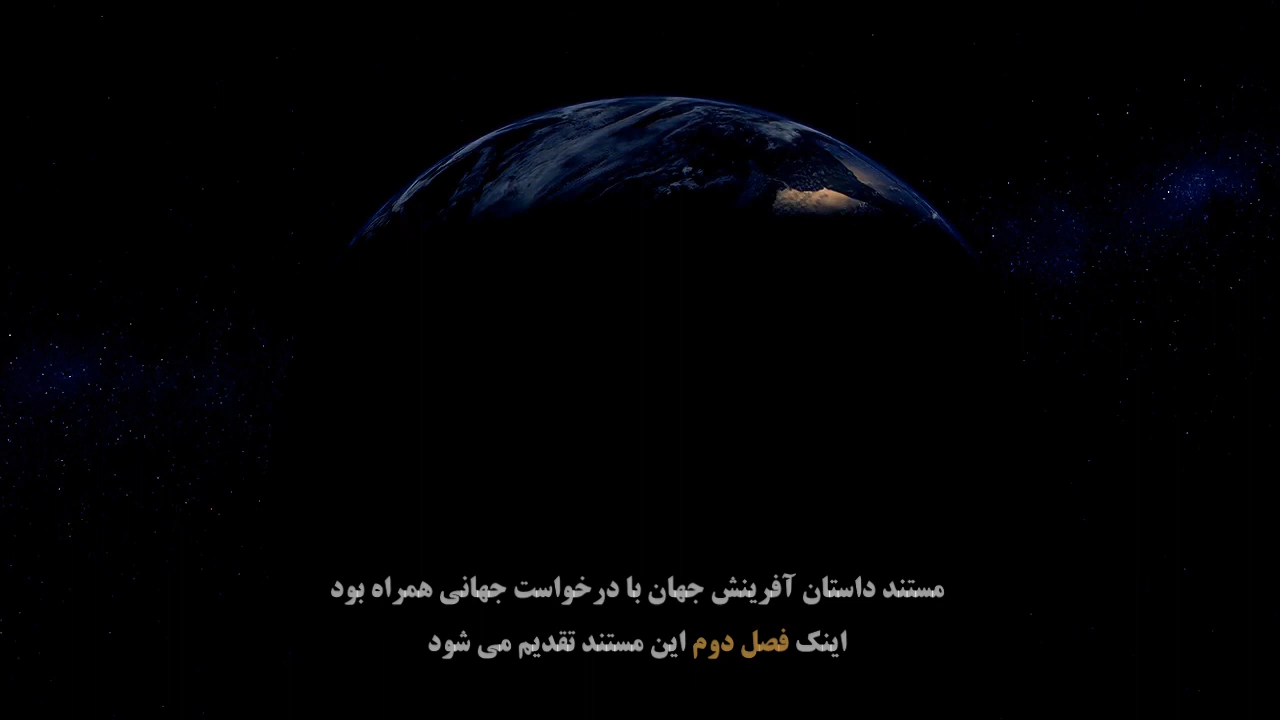 مستند داستان آفرینش جهان با درخواست جهانی همراه بود
اینک فصل دوم این مستند تقدیم می شود